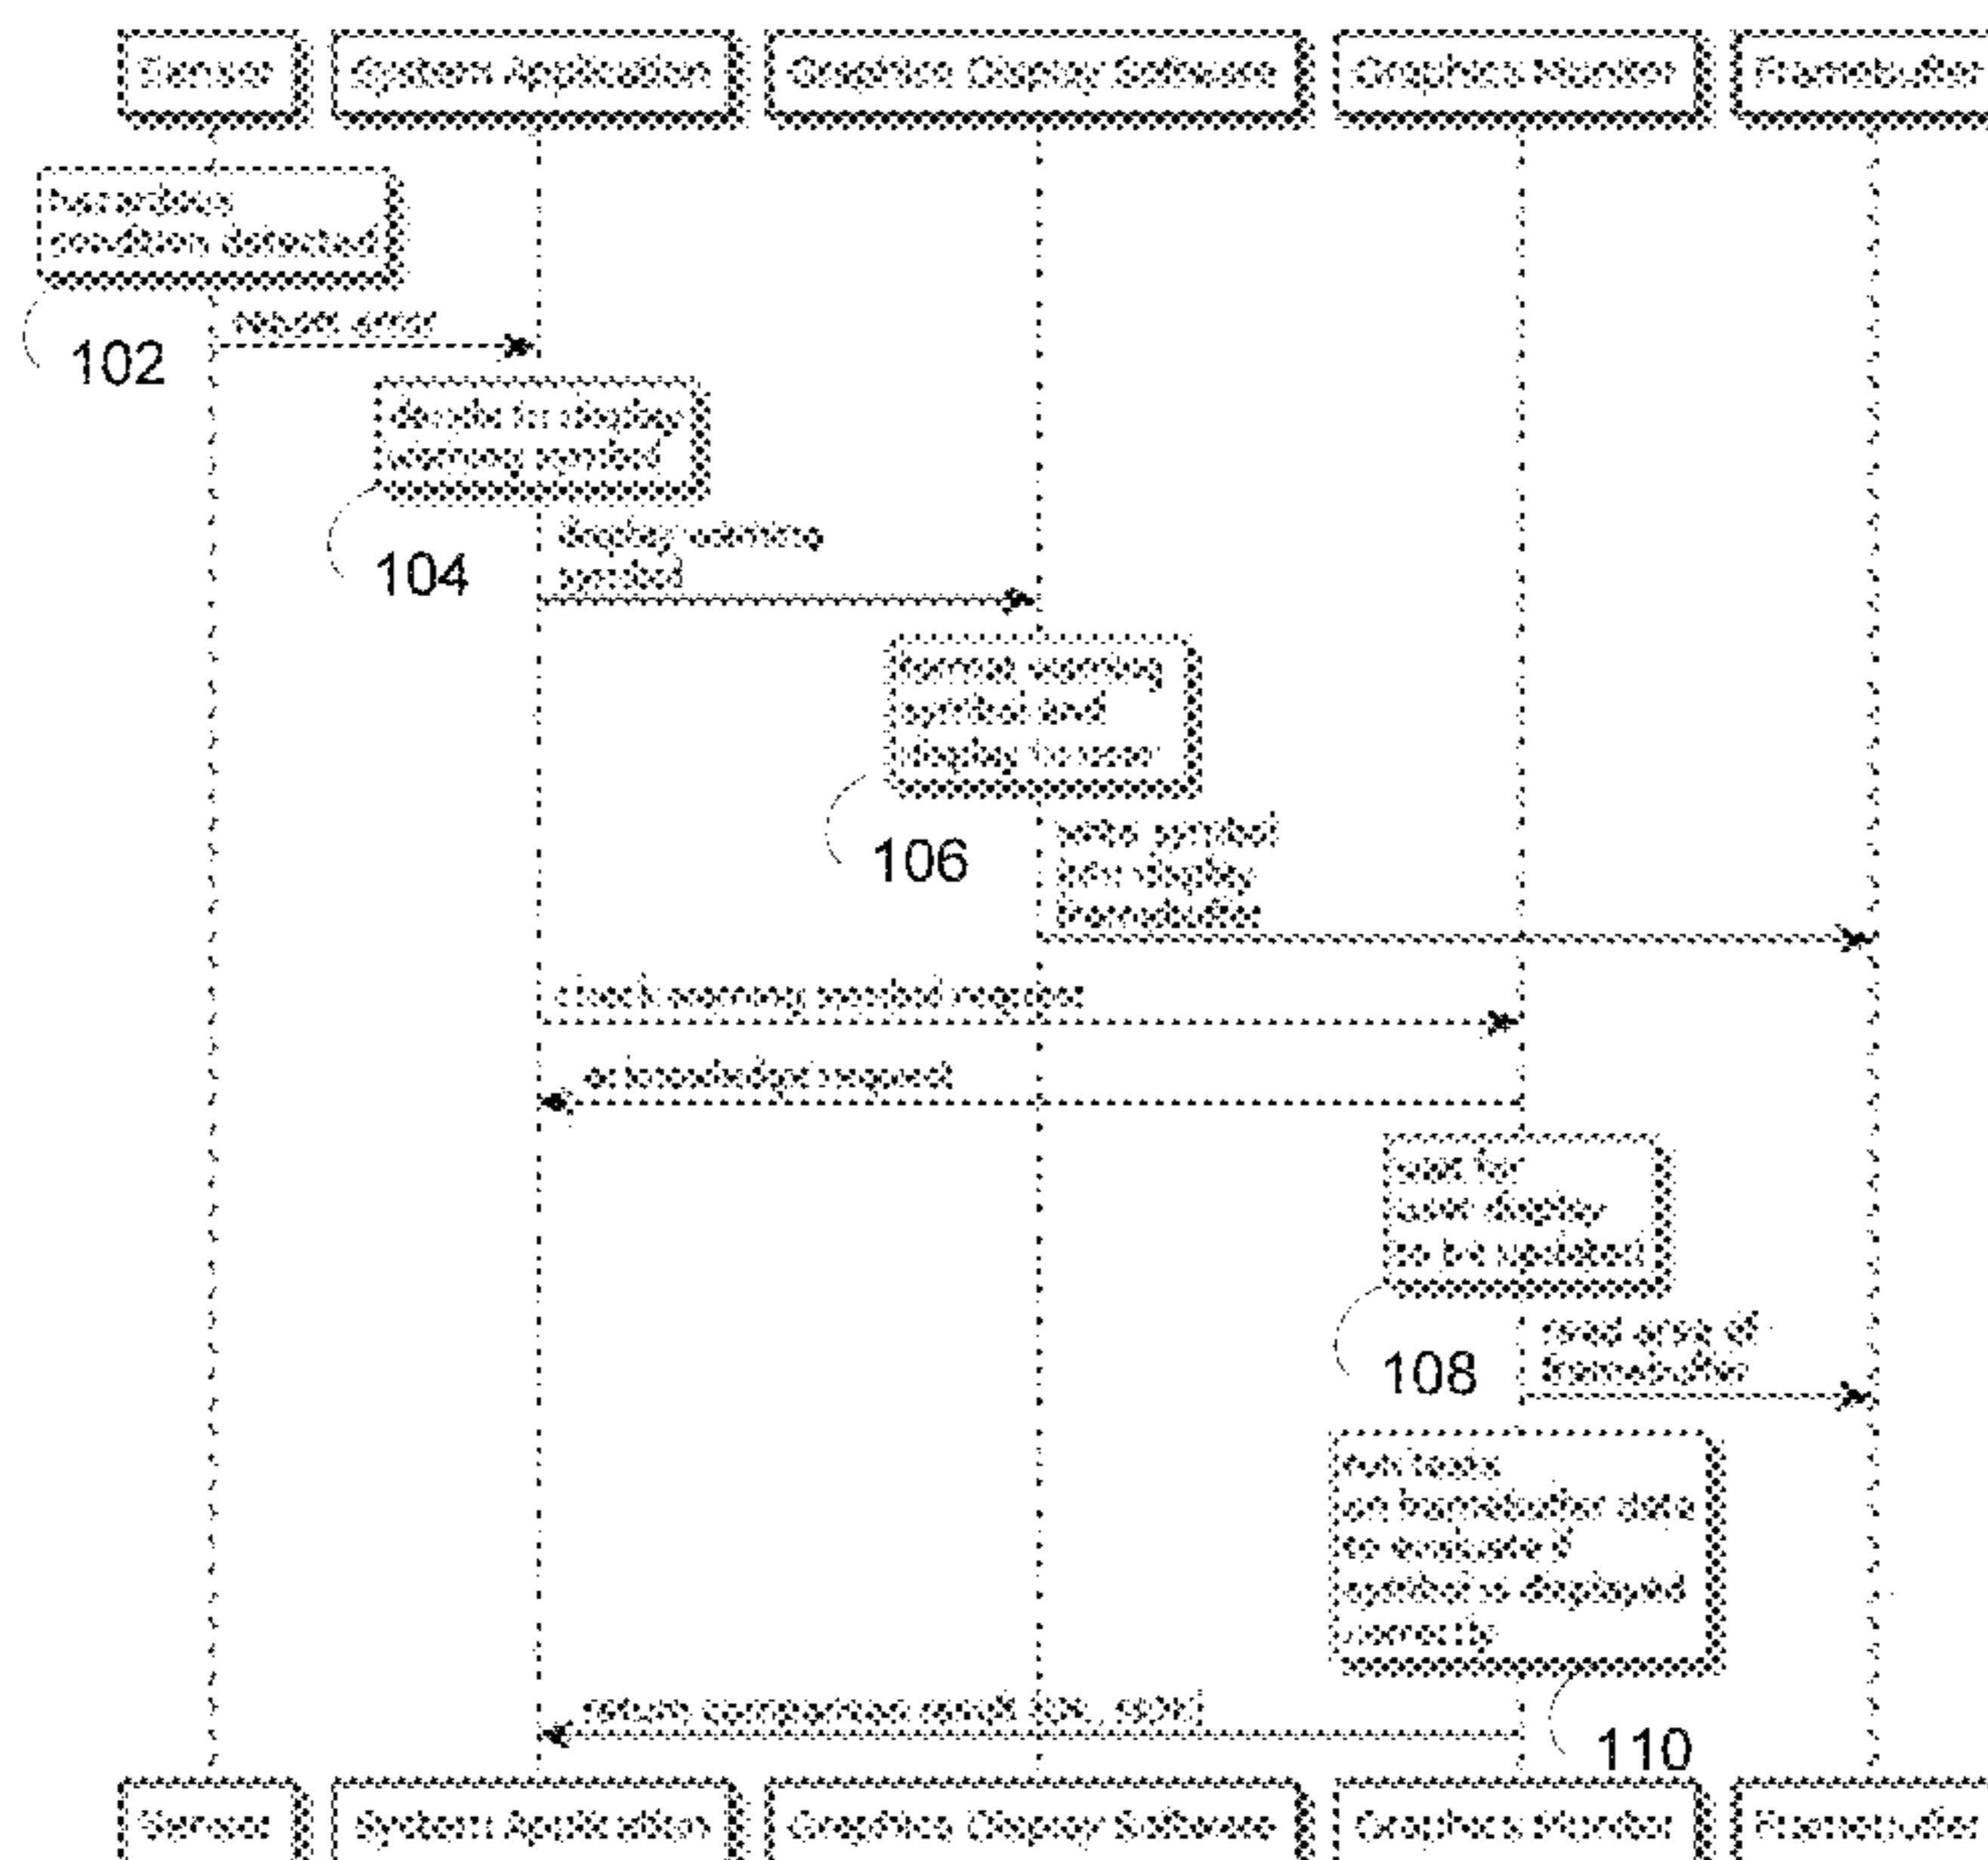 Sensor
System Application
Graphics Display Software
Graphics Monitor
Framebuffer
hazardous
condition detected
report error
102
decide to display
warning symbol
104
display warning
symbol
format warning
symbol and
display to user
106
write symbol
into display
framebuffer
check warning symbol request
acknowledge request
wait for
user display
to be updated
108
read area of
framebuffer
run tests
on framebuffer data
to evaluate if
symbol is displayed
correctly
110
return comparison result
Sensor
System Application
Graphics Display Software
Graphics Monitor
Framebuffer